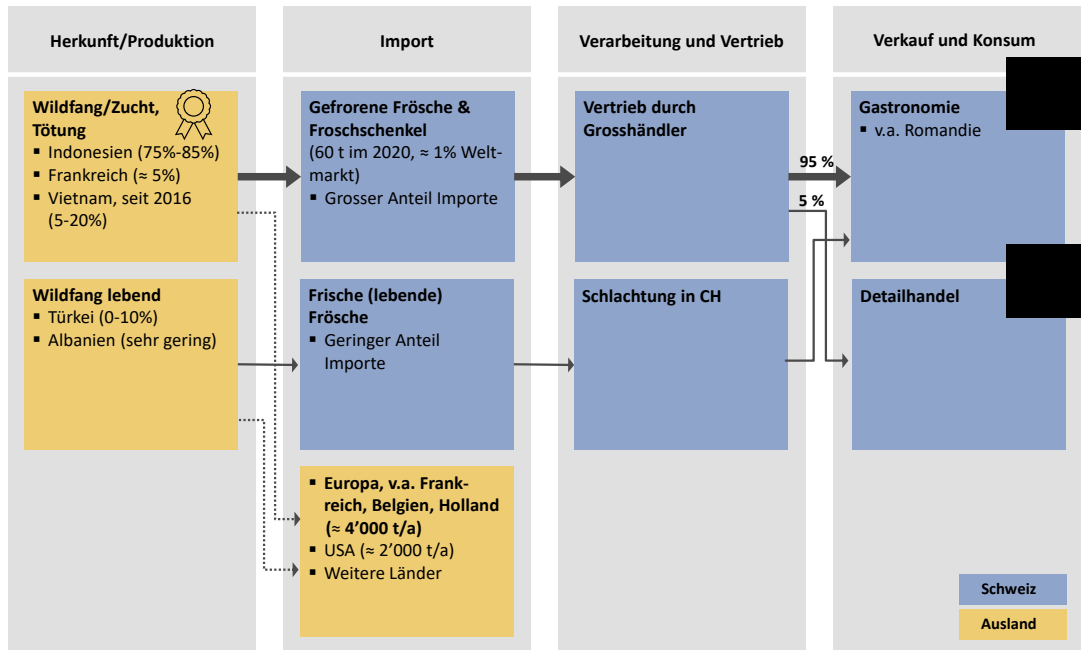 Herkunft/Produktion
Import
Verarbeitung und Vertrieb
Verkauf und Konsum
Wildfang/Zucht,
Tötung
▪ Indonesien (75%-85%)
▪ Frankreich (≈ 5%)
▪ Vietnam, seit 2016
(5-20%)
Gefrorene Frösche &
Froschschenkel
(60 t im 2020, ≈ 1% Welt-
markt)
▪ Grosser Anteil Importe
Vertrieb durch
Grosshändler
95 %
5 %
Gastronomie
▪ v.a. Romandie
Wildfang lebend
▪ Türkei (0-10%)
▪ Albanien (sehr gering)
Frische (lebende)
Frösche
▪ Geringer Anteil
Importe
Schlachtung in CH
Detailhandel
▪ Europa, v.a. Frank-
reich, Belgien, Holland
(≈ 4’000 t/a)
▪ USA (≈ 2’000 t/a)
▪ Weitere Länder
Schweiz
Ausland